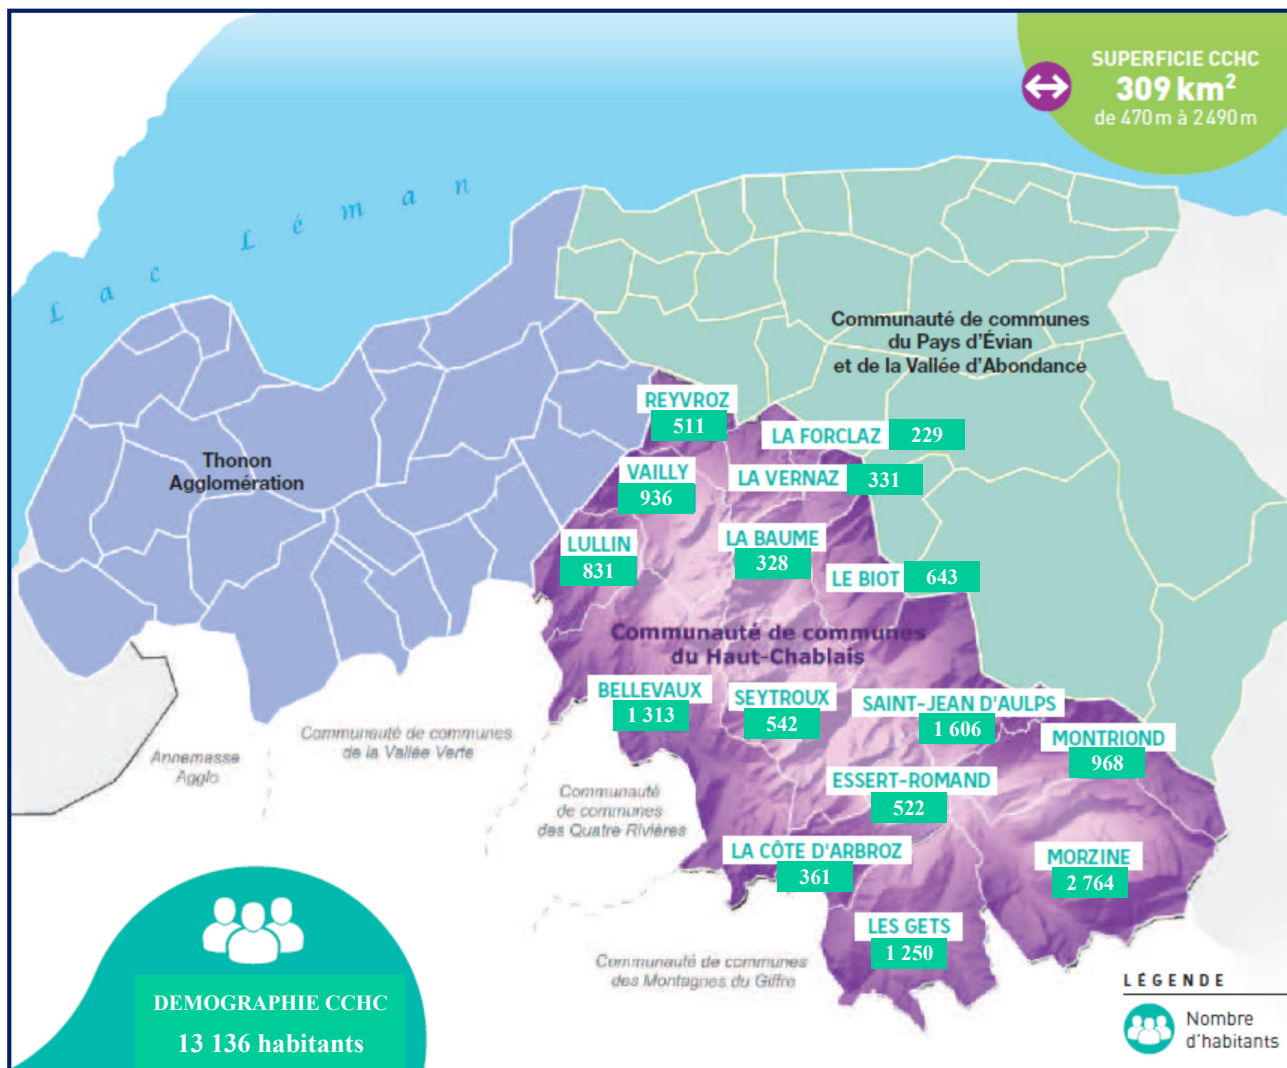 SUPERFICIE CCHC
309 km²
de 470 m à 2 490 m
Lac Léman
Communauté de communes
du Pays d'Évian
et de la Vallée d'Abondance
Thonon
Agglomération
REYVROZ
511
LA FORCLAZ 229
VAILLY
936
LA VERNAZ 331
LULLIN
831
LA BAUME
328
LE BIOT 643
Communauté de communes
du Haut-Chablais
BELLEVAUX
1 313
SEYTROUX
542
SAINT-JEAN D'AULPS
1 606
MONTRIOND
968
Communauté de communes
de la Vallée Verte
Annemasse
Agglo
Communauté
de communes
des Quatre Rivières
ESSERT-ROMAND
522
LA CÔTE D'ARBROZ
361
MORZINE
2 764
LES GETS
1 250
Communauté de communes
des Montagnes du Giffre
DEMOGRAPHIE CCHC
13 136 habitants
LÉGENDE
Nombre
d'habitants